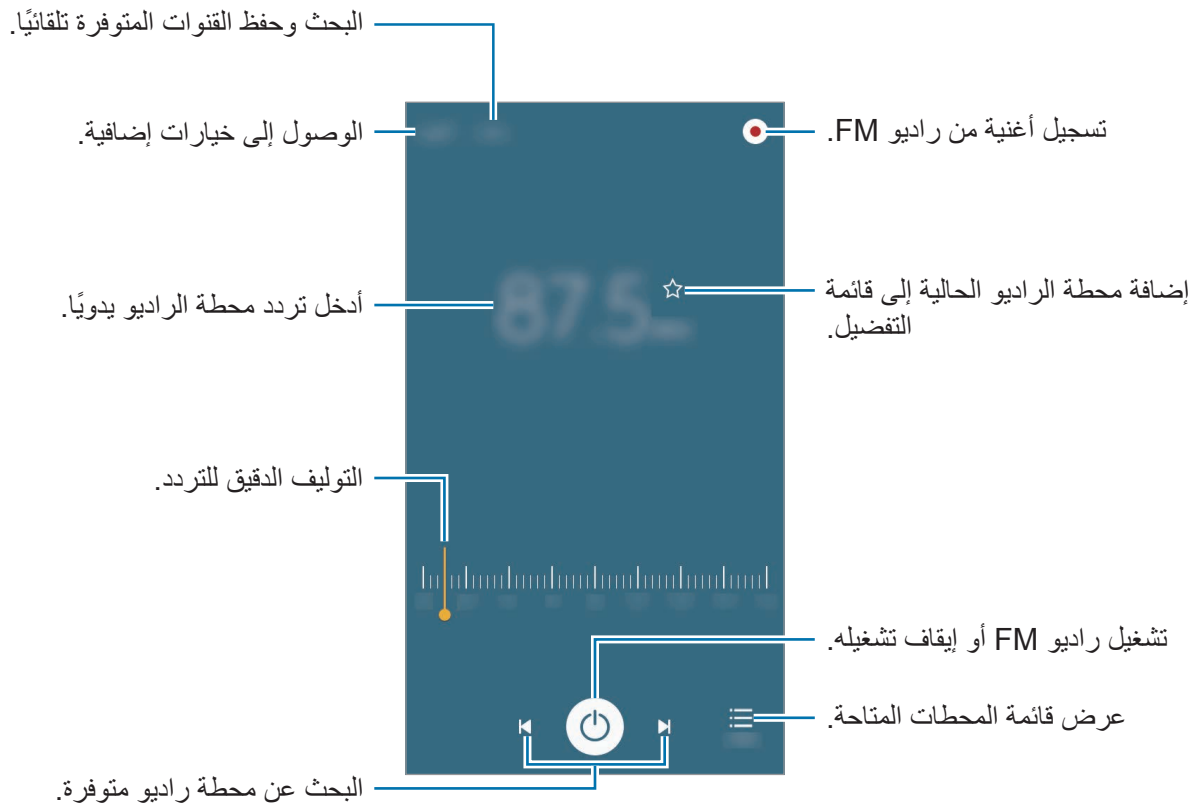 البحث وحفظ القنوات المتوفرة تلقائيًا.
تسجيل أغنية من راديو FM.
الوصول إلى خيارات إضافية.
إضافة محطة الراديو الحالية إلى قائمة
التفضيل.
أدخل تردد محطة الراديو يدويًا.
87.5
التوليف الدقيق للتردد.
تشغيل راديو FM أو إيقاف تشغيله.
عرض قائمة المحطات المتاحة.
البحث عن محطة راديو متوفرة.